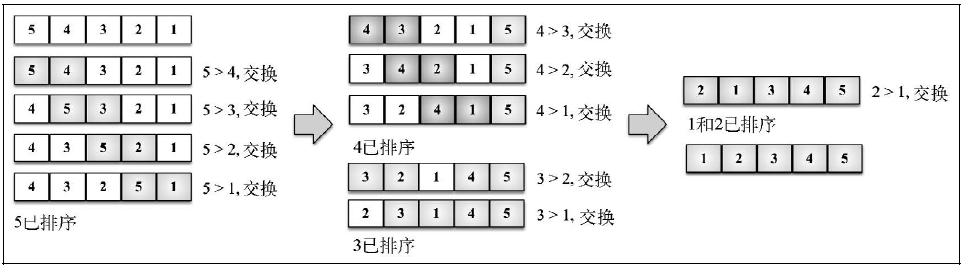 5 4 3 2 1
5 4 3 2 1 5 > 4, 交换
4 5 3 2 1 5 > 3, 交换
4 3 5 2 1 5 > 2, 交换
4 3 2 5 1 5 > 1, 交换
5已排序
4 3 2 1 5 4 > 3, 交换
3 4 2 1 5 4 > 2, 交换
3 2 4 1 5 4 > 1, 交换
4已排序
3 2 1 4 5 3 > 2, 交换
2 3 1 4 5 3 > 1, 交换
3已排序
2 1 3 4 5 2 > 1, 交换
1和2已排序
1 2 3 4 5